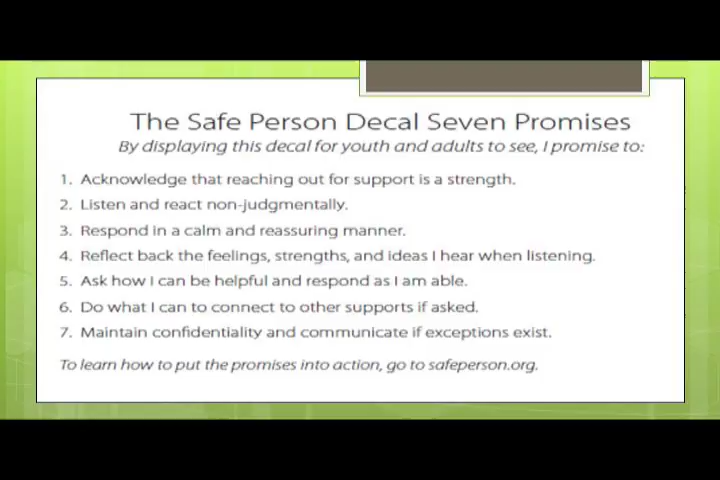 The Safe Person Decal Seven Promises
By displaying this decal for youth and adults to see, I promise to:
1. Acknowledge that reaching out for support is a strength.
2. Listen and react non-judgmentally.
3. Respond in a calm and reassuring manner.
4. Reflect back the feelings, strengths, and ideas I hear when listening.
5. Ask how I can be helpful and respond as I am able.
6. Do what I can to connect to other supports if asked.
7. Maintain confidentiality and communicate if exceptions exist.
To learn how to put the promises into action, go to safeperson.org.